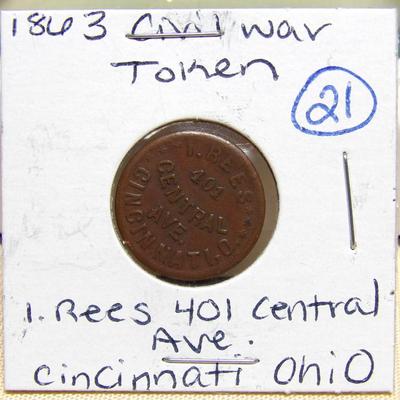 1863 Civil War
Token
21
I. REES
401
CENTRAL
AVE.
CINCINNATI, O.
I. Rees 401 Central
Ave.
Cincinnati Ohio